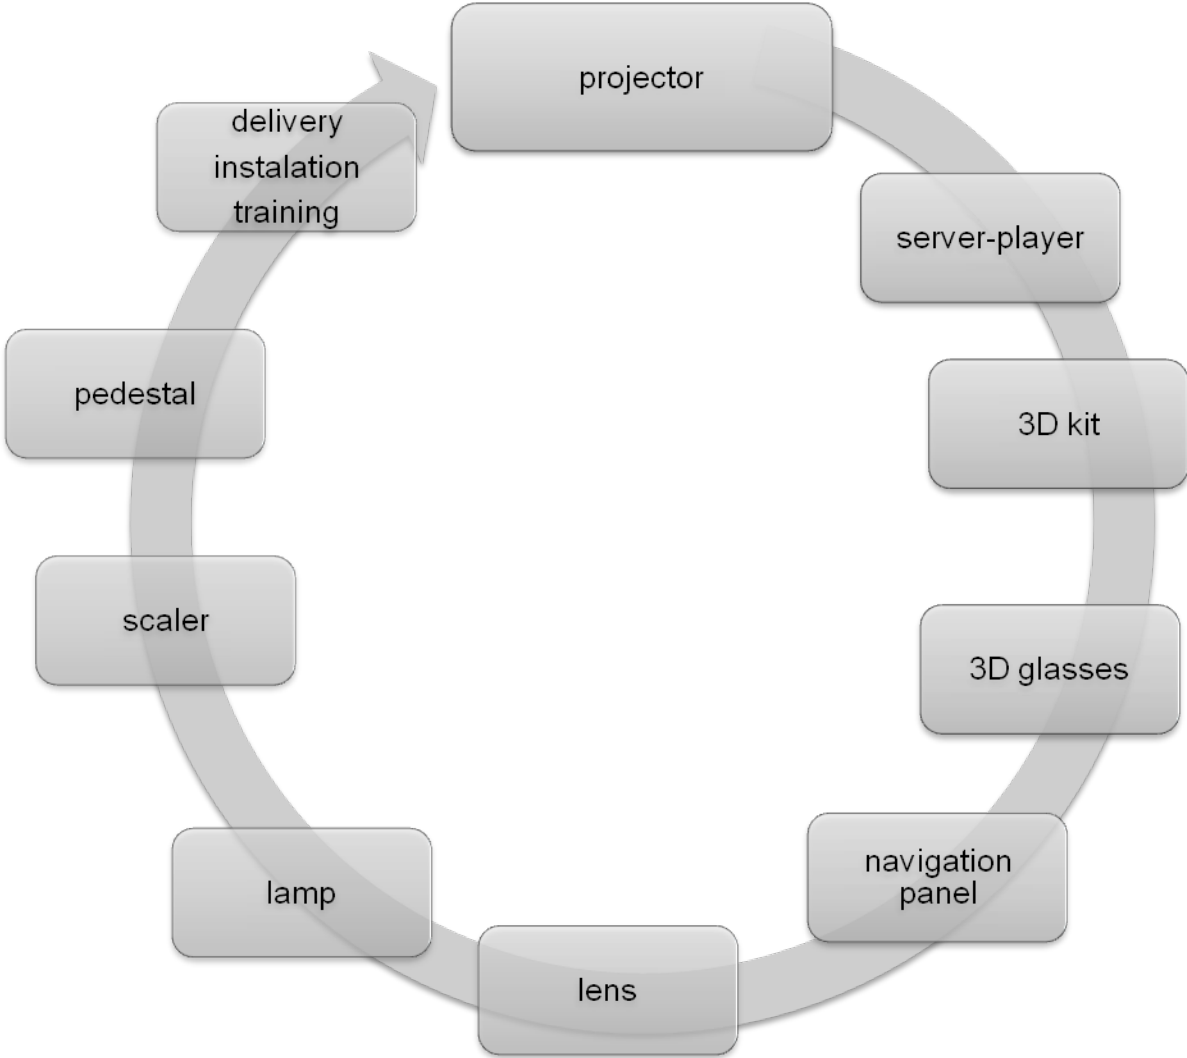 projector
server-player
3D kit
3D glasses
navigation
panel
lens
lamp
scaler
pedestal
delivery
instalation
training